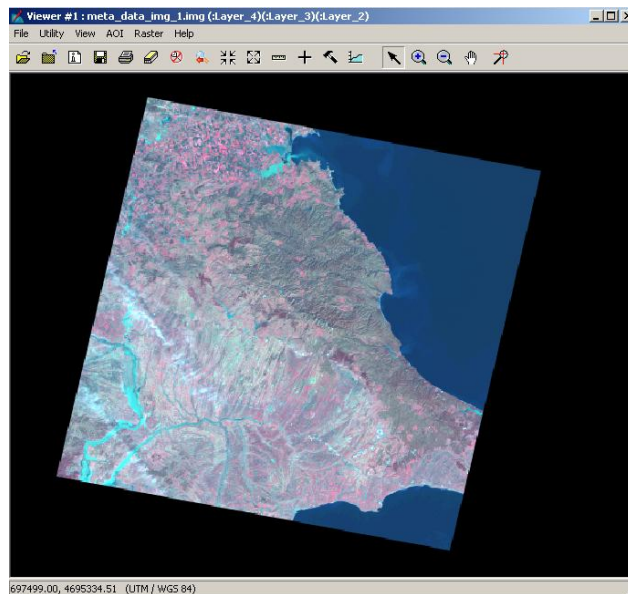 Viewer #1 : meta_data_img_1.img (:Layer_4)(:Layer_3)(:Layer_2)
File Utility View AOI Raster Help
697499.00, 4695334.51 (UTM / WGS 84)